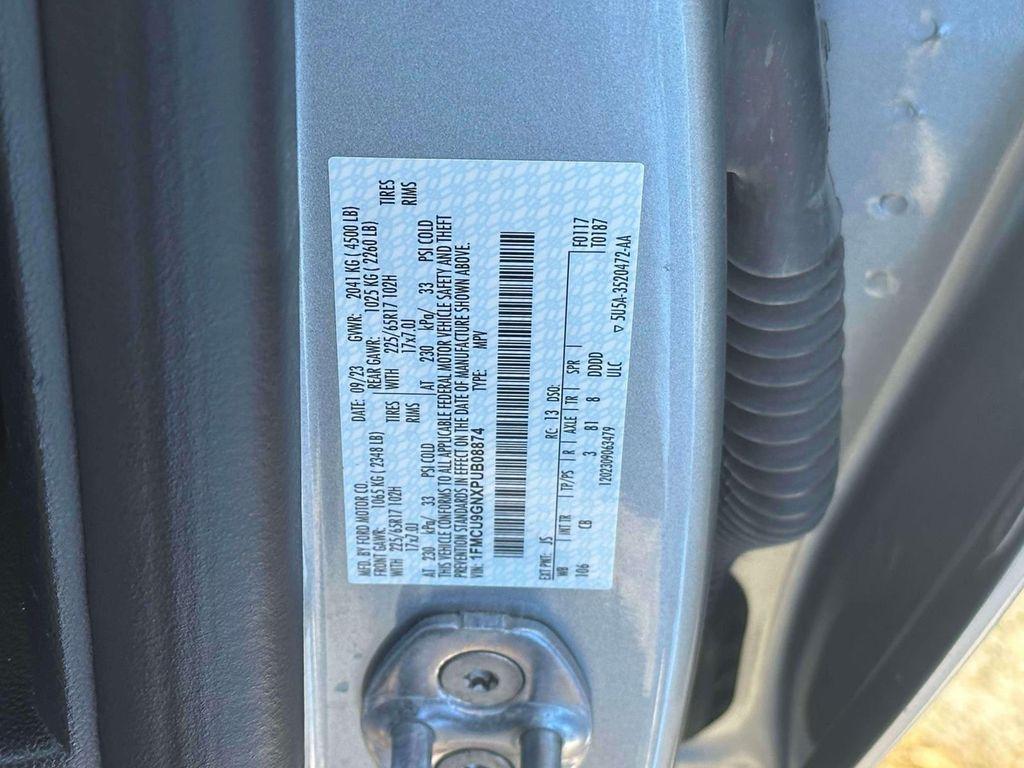 MFD. BY FORD MOTOR CO. DATE: 09/23 GVWR: 2041 KG ( 4500 LB)
FRONT GAWR: 1065 KG ( 2348 LB) REAR GAWR: 1025 KG ( 2260 LB)
WITH 225/65R17 102H TIRES WITH 225/65R17 102H TIRES
17x7.0J RIMS 17x7.0J RIMS
AT 230 kPa/ 33 PSI COLD AT 230 kPa/ 33 PSI COLD
THIS VEHICLE CONFORMS TO ALL APPLICABLE FEDERAL MOTOR VEHICLE SAFETY AND THEFT
PREVENTION STANDARDS IN EFFECT ON THE DATE OF MANUFACTURE SHOWN ABOVE.
VIN: 1FMCU9GNXPUB08874 TYPE: MPV
EXT PNT: JS RC: 13 DSO: F0117
WB INT TR TP/PS R AXLE TR SPR T0187
106 CB 3 B1 8 DDDD
1202309063479 UIC ▽ 5U5A-3520472-AA